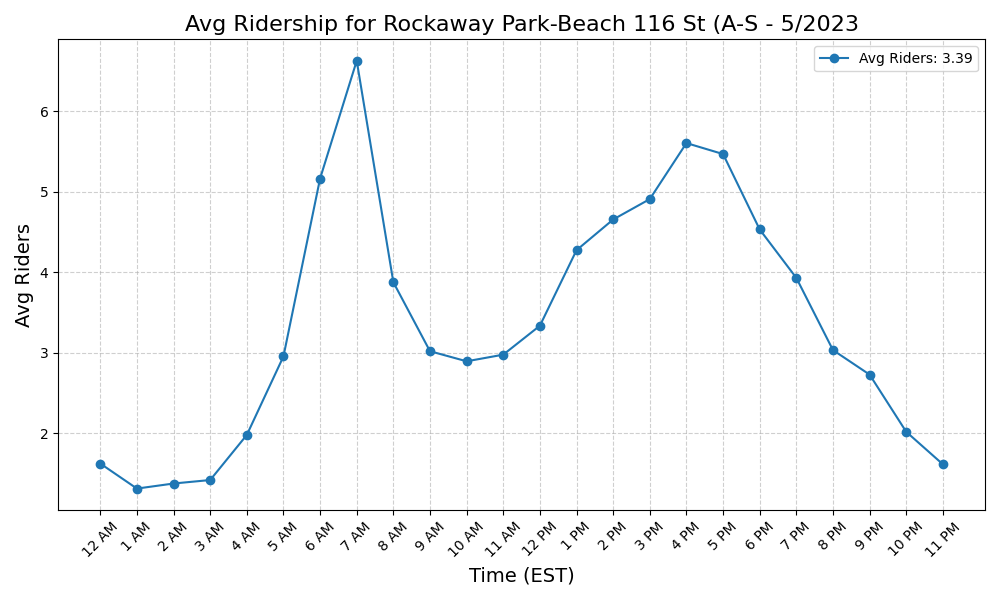 Avg Ridership for Rockaway Park-Beach 116 St (A-S - 5/2023
Avg Riders: 3.39
Avg Riders
6
5
4
3
2
12 AM
1 AM
2 AM
3 AM
4 AM
5 AM
6 AM
7 AM
8 AM
9 AM
10 AM
11 AM
12 PM
1 PM
2 PM
3 PM
4 PM
5 PM
6 PM
7 PM
8 PM
9 PM
10 PM
11 PM
Time (EST)